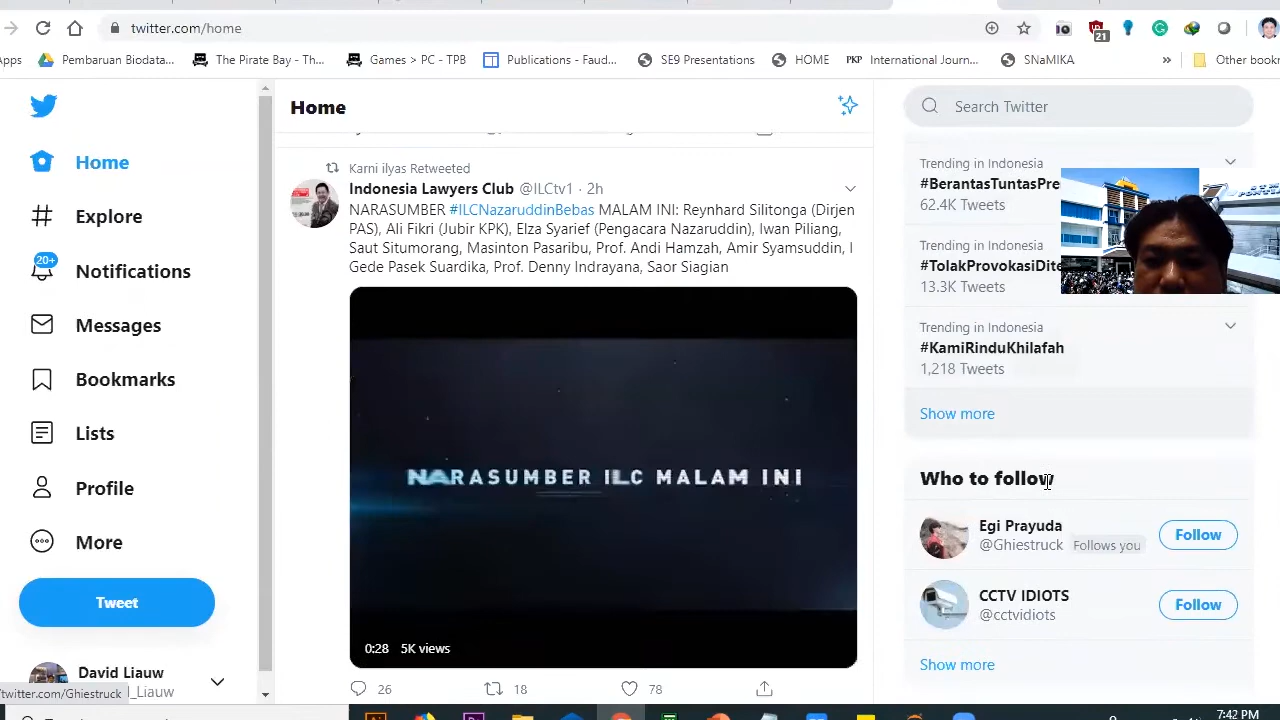 twitter.com/home
21
Apps
Pembaruan Biodata...
The Pirate Bay - Th...
Games > PC - TPB
Publications - Faud...
SE9 Presentations
HOME
PKP
International Journ...
SNaMIKA
»
Home
Explore
20+
Notifications
Messages
Bookmarks
Lists
Profile
More
Tweet
David Liauw
_Liauw
twitter.com/Ghiestruck
Home
Karni ilyas Retweeted
Indonesia Lawyers Club @ILCtv1 · 2h
NARASUMBER #ILCNazaruddinBebas MALAM INI: Reynhard Silitonga (Dirjen
PAS), Ali Fikri (Jubir KPK), Elza Syarief (Pengacara Nazaruddin), Iwan Piliang,
Saut Situmorang, Masinton Pasaribu, Prof. Andi Hamzah, Amir Syamsuddin, I
Gede Pasek Suardika, Prof. Denny Indrayana, Saor Siagian
NARASUMBER ILC MALAM INI
0:28 5K views
26 18 78
Search Twitter
Trending in Indonesia
#BerantasTuntasPre
62.4K Tweets
Trending in Indonesia
#TolakProvokasiDite
13.3K Tweets
Trending in Indonesia
#KamiRinduKhilafah
1,218 Tweets
Show more
Who to follow
Egi Prayuda
@Ghiestruck Follows you
Follow
CCTV IDIOTS
@cctvidiots
Follow
Show more
7:42 PM